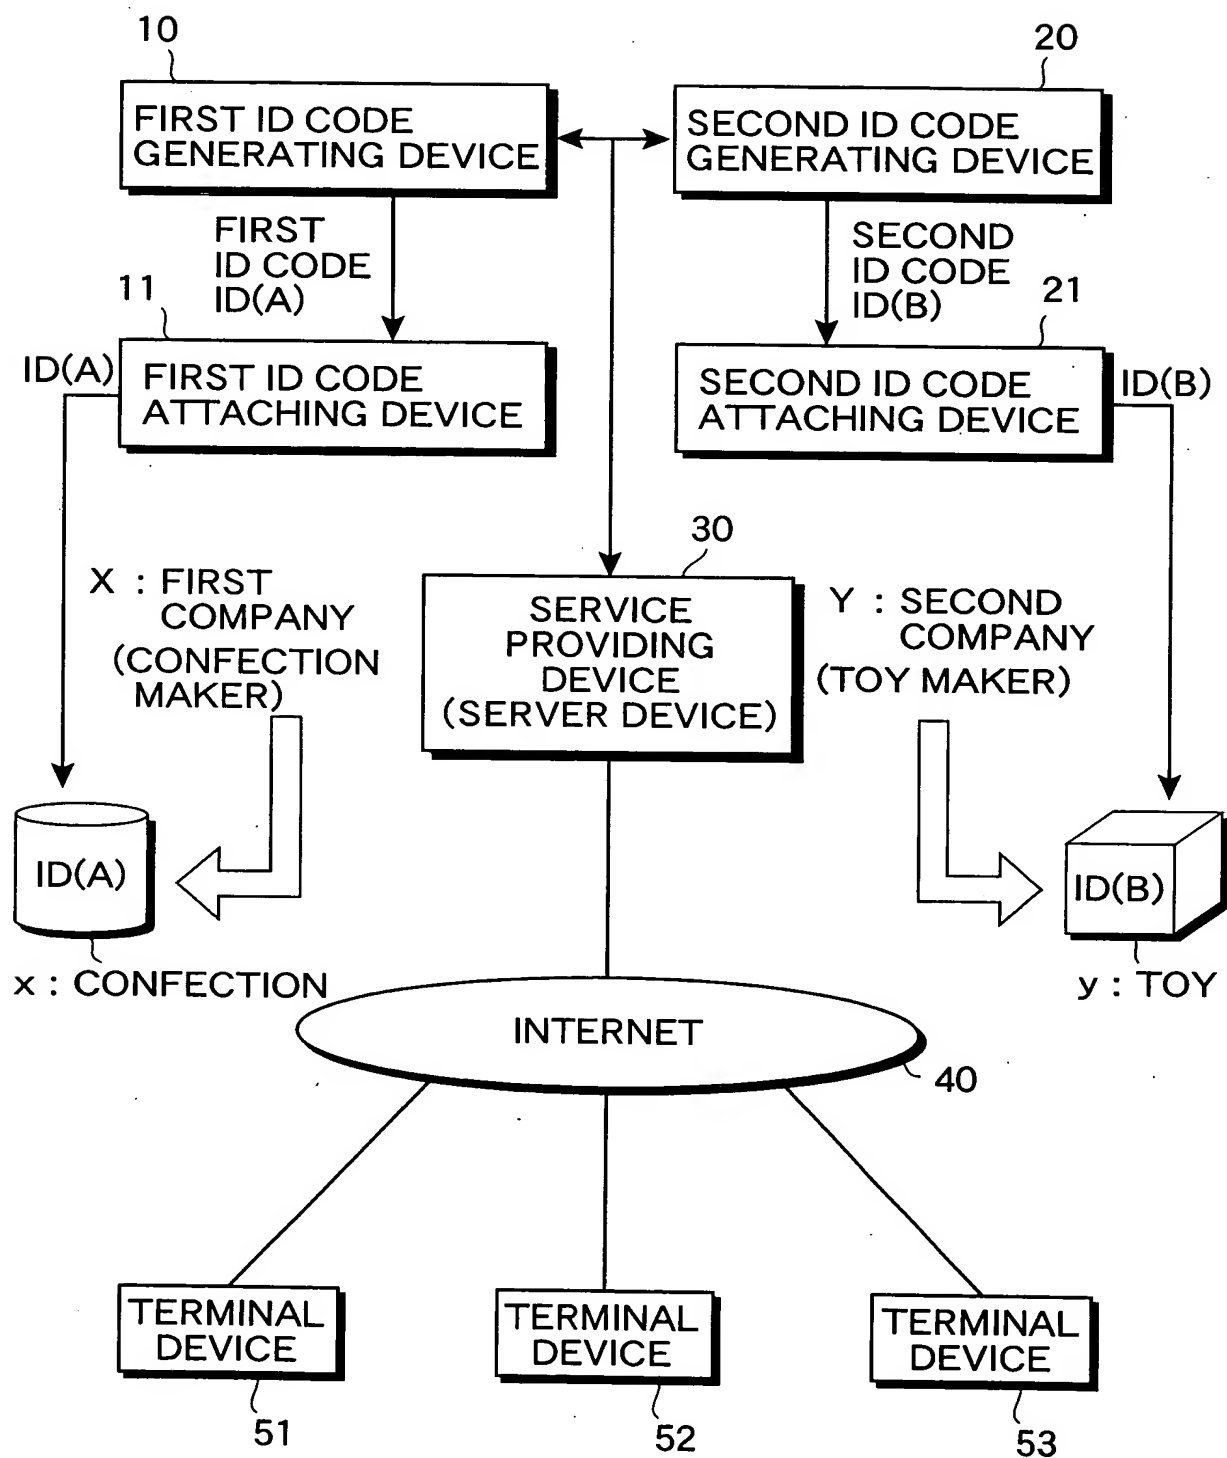 10
20
FIRST ID CODE
GENERATING DEVICE
SECOND ID CODE
GENERATING DEVICE
FIRST
ID CODE
ID(A)
SECOND
ID CODE
ID(B)
11
21
ID(A)
FIRST ID CODE
ATTACHING DEVICE
SECOND ID CODE
ATTACHING DEVICE
ID(B)
30
X : FIRST
COMPANY
(CONFECTION
MAKER)
SERVICE
PROVIDING
DEVICE
(SERVER DEVICE)
Y : SECOND
COMPANY
(TOY MAKER)
ID(A)
ID(B)
x : CONFECTION
y : TOY
INTERNET
40
TERMINAL
DEVICE
TERMINAL
DEVICE
TERMINAL
DEVICE
51
52
53